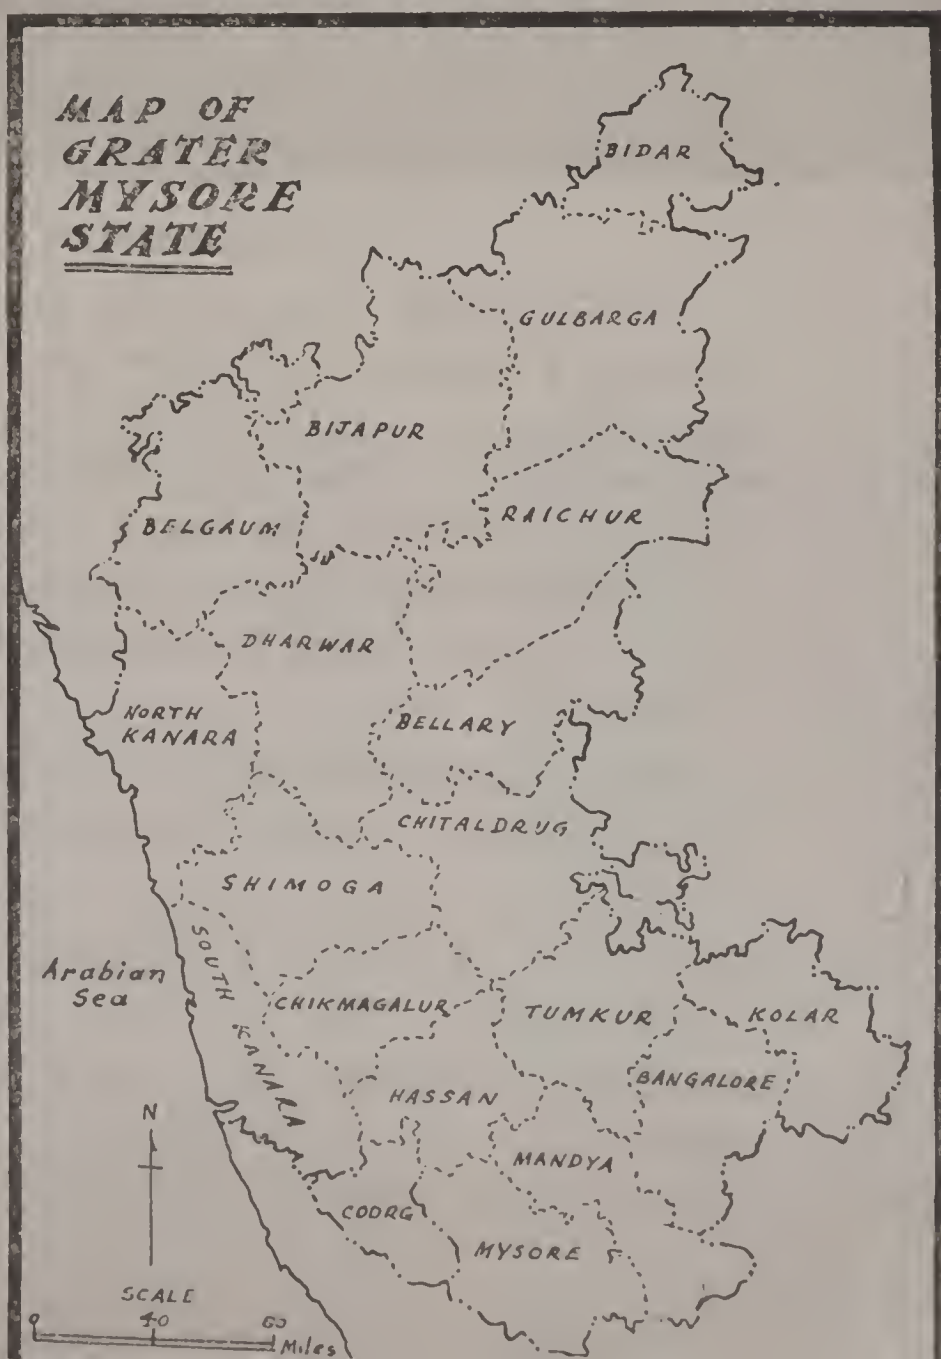 MAP OF
GRATER
MYSORE
STATE
BIDAR
GULBARGA
BIJAPUR
RAICHUR
BELGAUM
DHARWAR
NORTH
KANARA
BELLARY
CHITALDRUG
SHIMOGA
SOUTH KANARA
Arabian
Sea
CHIKMAGALUR
TUMKUR
KOLAR
BANGALORE
HASSAN
MANDYA
COORG
MYSORE
N
SCALE
0 40 60
Miles